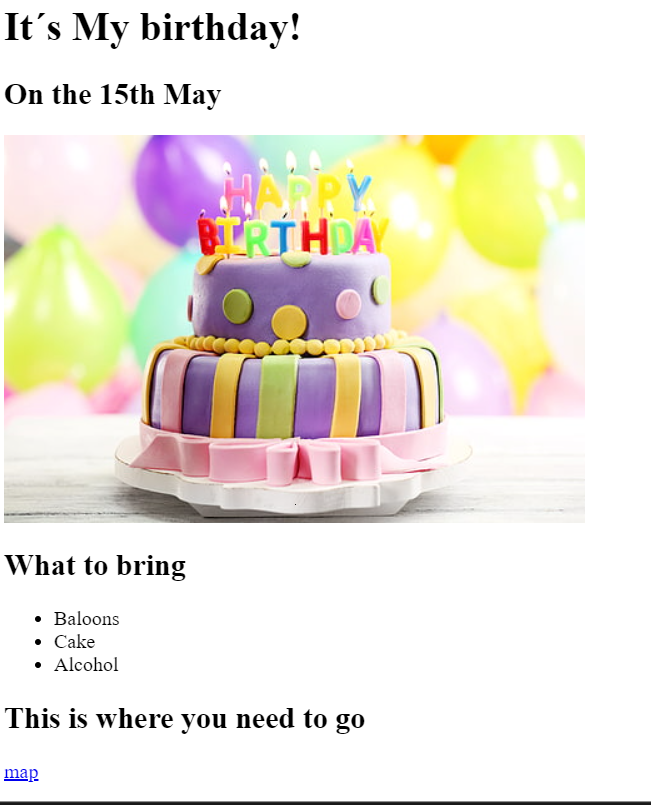 It´s My birthday!
On the 15th May
HAPPY
BIRTHDAY
What to bring
Baloons
Cake
Alcohol
This is where you need to go
map